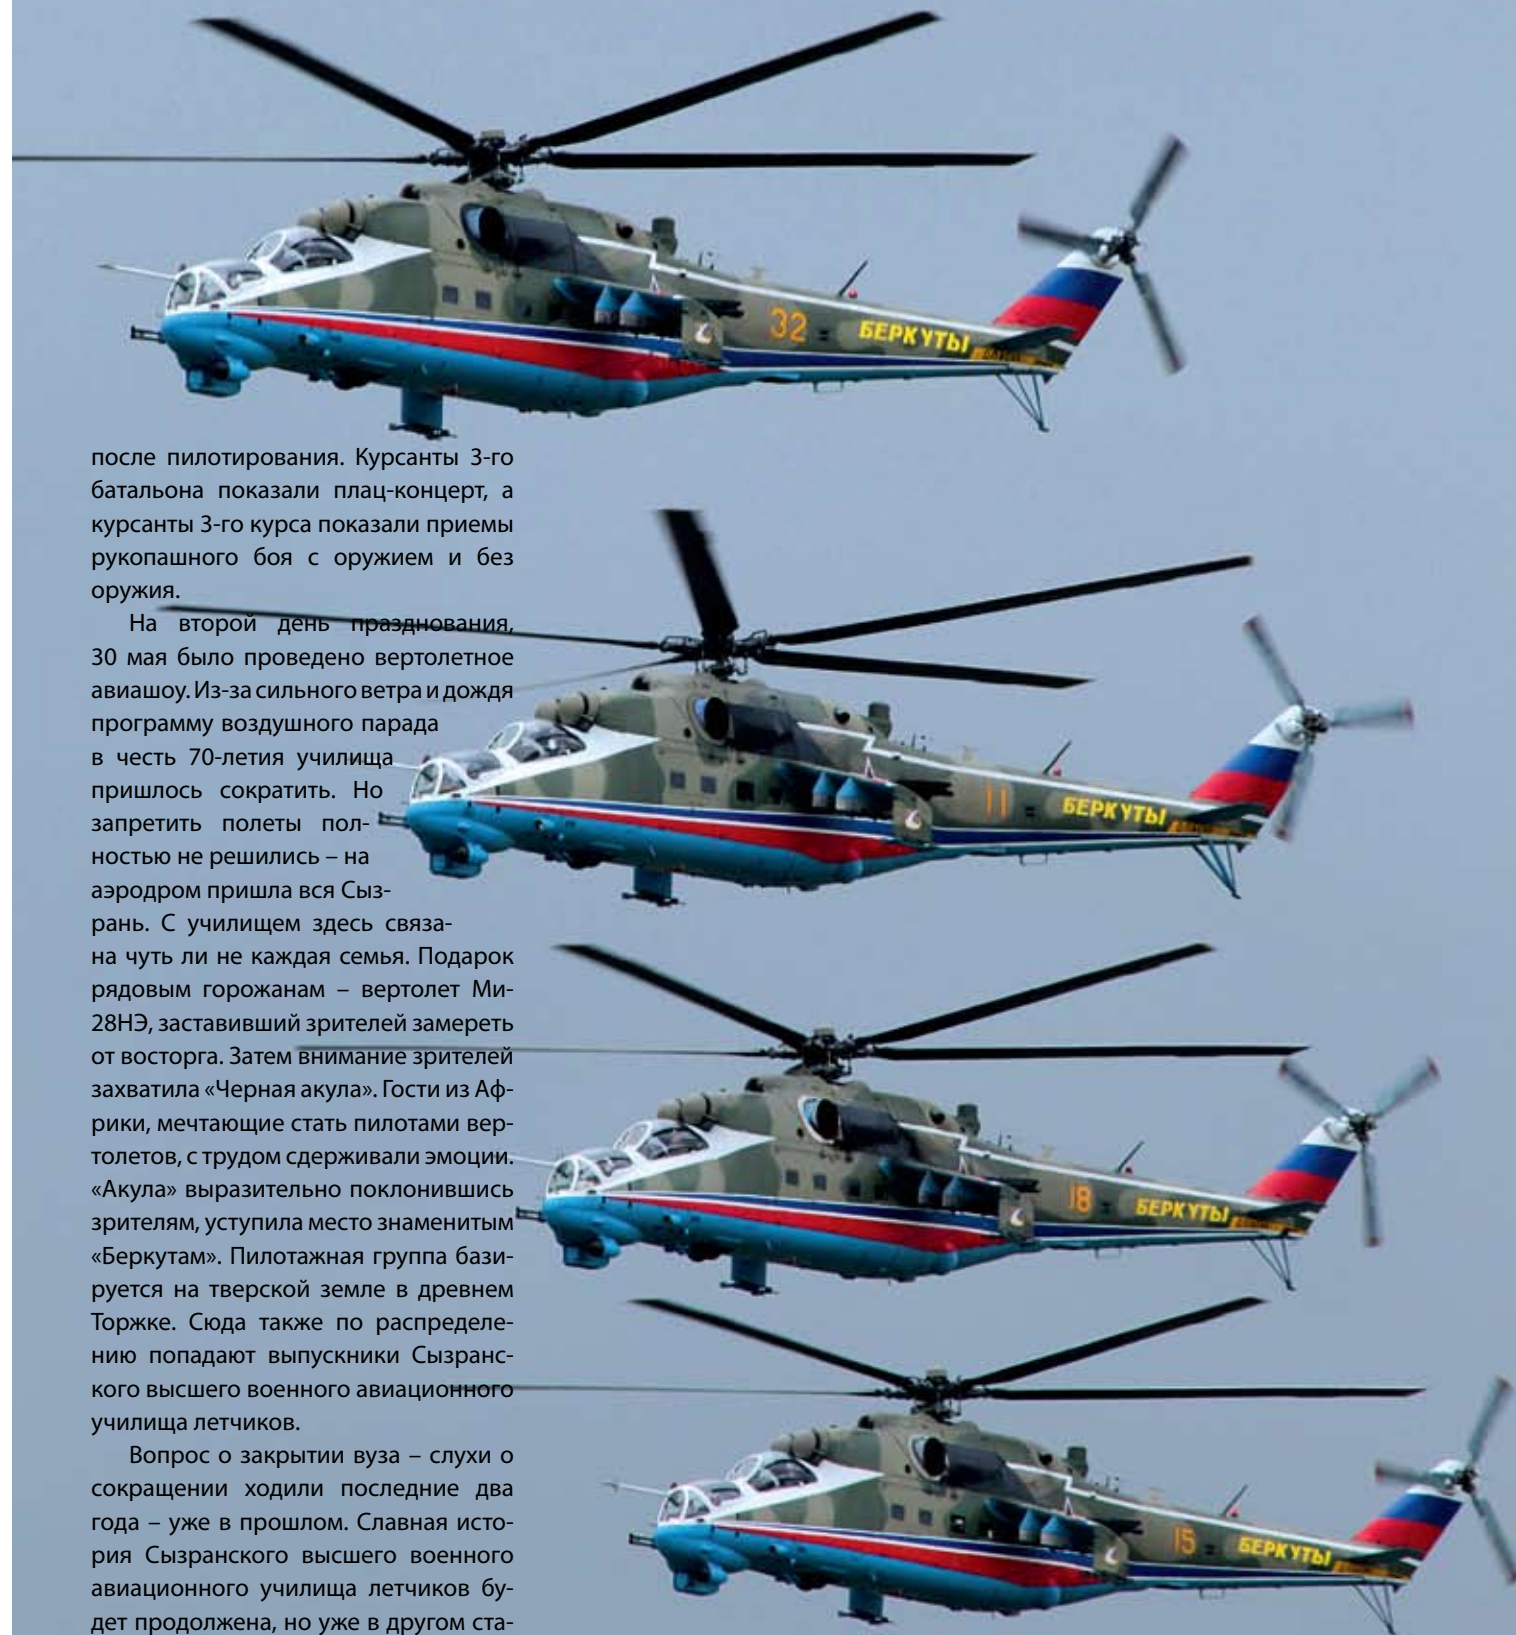 32
БЕРКУТЫ
после пилотирования. Курсанты 3-го
батальона показали плац-концерт, а
курсанты 3-го курса показали приемы
рукопашного боя с оружием и без
оружия.
На второй день празднования,
30 мая было проведено вертолетное
авиашоу. Из-за сильного ветра и дождя
программу воздушного парада
в честь 70-летия училища
пришлось сократить. Но
запретить полеты пол-
ностью не решились – на
аэродром пришла вся Сыз-
рань. С училищем здесь связа-
на чуть ли не каждая семья. Подарок
рядовым горожанам – вертолет Ми-
28НЭ, заставивший зрителей замереть
от восторга. Затем внимание зрителей
захватила «Черная акула». Гости из Аф-
рики, мечтающие стать пилотами вер-
толетов, с трудом сдерживали эмоции.
«Акула» выразительно поклонившись
зрителям, уступила место знаменитым
«Беркутам». Пилотажная группа бази-
руется на тверской земле в древнем
Торжке. Сюда также по распределе-
нию попадают выпускники Сызранс-
кого высшего военного авиационного
училища летчиков.
Вопрос о закрытии вуза – слухи о
сокращении ходили последние два
года – уже в прошлом. Славная исто-
рия Сызранского высшего военного
авиационного училища летчиков бу-
дет продолжена, но уже в другом ста-
11
БЕРКУТЫ
18
БЕРКУТЫ
15
БЕРКУТЫ